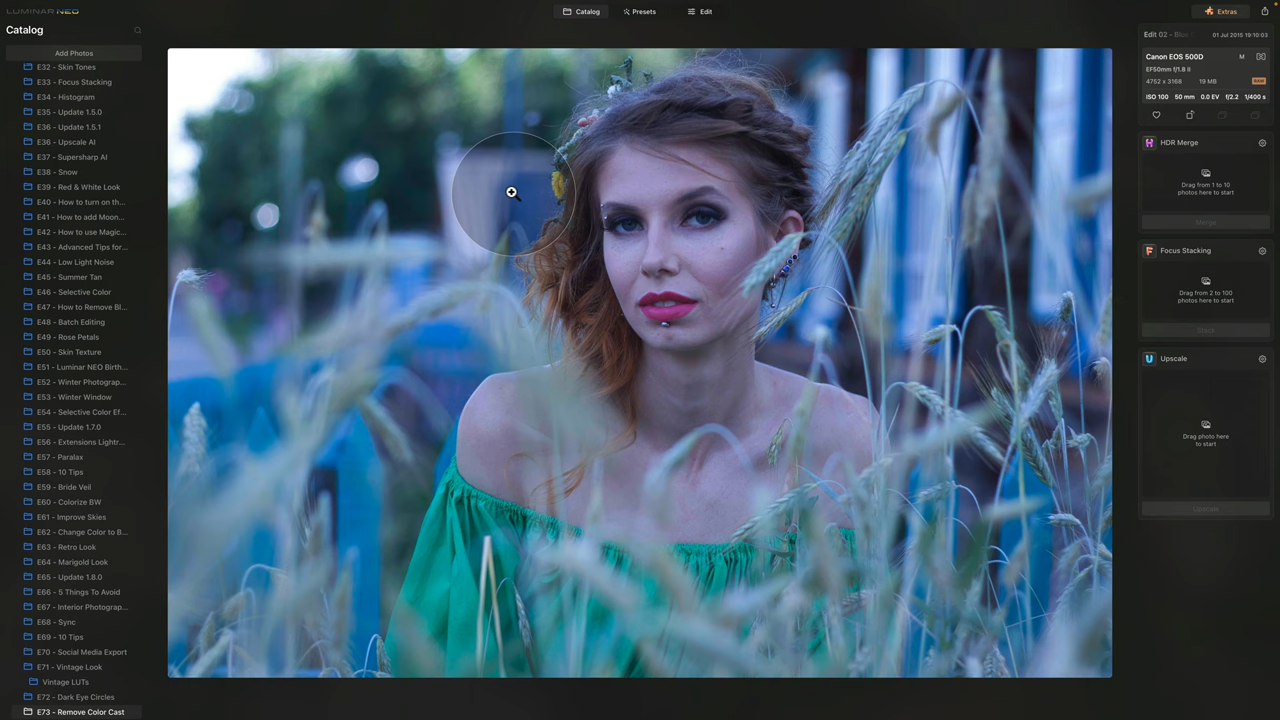 LUMINAR NEO
Catalog
Presets
Edit
Extras
Catalog
Add Photos
E32 - Skin Tones
E33 - Focus Stacking
E34 - Histogram
E35 - Update 1.5.0
E36 - Update 1.5.1
E36 - Upscale AI
E37 - Supersharp AI
E38 - Snow
E39 - Red & White Look
E40 - How to turn on th...
E41 - How to add Moon...
E42 - How to use Magic...
E43 - Advanced Tips for...
E44 - Low Light Noise
E45 - Summer Tan
E46 - Selective Color
E47 - How to Remove Bl...
E48 - Batch Editing
E49 - Rose Petals
E50 - Skin Texture
E51 - Luminar NEO Birth...
E52 - Winter Photograp...
E53 - Winter Window
E54 - Selective Color Ef...
E55 - Update 1.7.0
E56 - Extensions Lightr...
E57 - Paralax
E58 - 10 Tips
E59 - Bride Veil
E60 - Colorize BW
E61 - Improve Skies
E62 - Change Color to B...
E63 - Retro Look
E64 - Marigold Look
E65 - Update 1.8.0
E66 - 5 Things To Avoid
E67 - Interior Photograp...
E68 - Sync
E69 - 10 Tips
E70 - Social Media Export
E71 - Vintage Look
Vintage LUTs
E72 - Dark Eye Circles
E73 - Remove Color Cast
Edit 02 - Blue
01 Jul 2015 19:10:03
Canon EOS 500D
M
EF50mm f/1.8 II
4752 x 3168
19 MB
ISO 100
50 mm
0.0 EV
f/2.2
1/400 s
HDR Merge
Drag from 1 to 10
photos here to start
Merge
Focus Stacking
Drag from 2 to 100
photos here to start
Stack
Upscale
Drag photo here
to start
Upscale